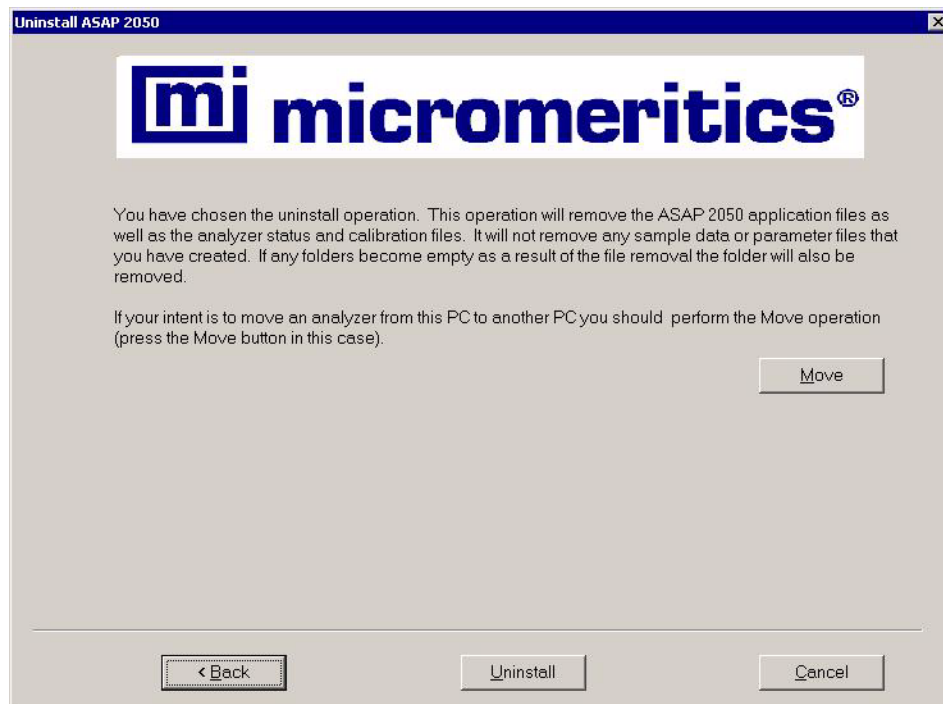 Uninstall ASAP 2050
mi micromeritics®
You have chosen the uninstall operation. This operation will remove the ASAP 2050 application files as
well as the analyzer status and calibration files. It will not remove any sample data or parameter files that
you have created. If any folders become empty as a result of the file removal the folder will also be
removed.
If your intent is to move an analyzer from this PC to another PC you should perform the Move operation
(press the Move button in this case).
Move
< Back
Uninstall
Cancel